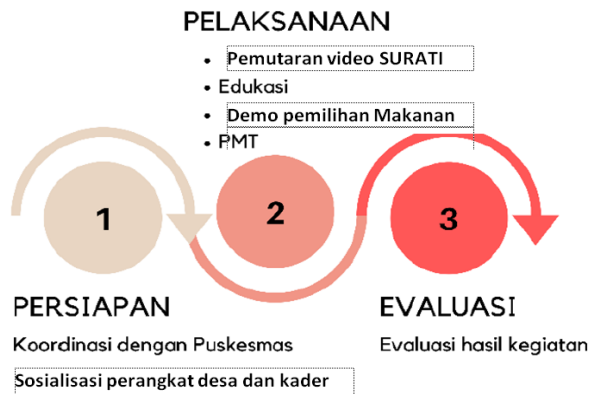 PELAKSANAAN
• Pemutaran video SURATI
• Edukasi
• Demo pemilihan Makanan
• PMT
1
2
3
PERSIAPAN
Koordinasi dengan Puskesmas
Sosialisasi perangkat desa dan kader
EVALUASI
Evaluasi hasil kegiatan